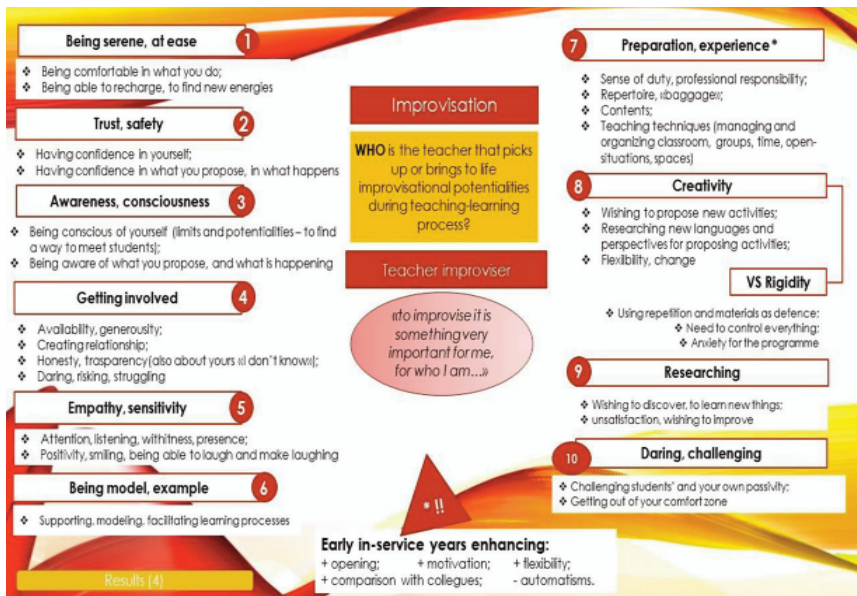 Being serene, at ease
1
❖ Being comfortable in what you do;
❖ Being able to recharge, to find new energies
Trust, safety
2
❖ Having confidence in yourself;
❖ Having confidence in what you propose, in what happens
Awareness, consciousness
3
❖ Being conscious of yourself (limits and potentialities – to find
a way to meet students);
❖ Being aware of what you propose, and what is happening
Getting involved
4
❖ Availability, generousity;
❖ Creating relationship;
❖ Honesty, trasparency(also about yours «I don´t know»);
❖ Daring, risking, struggling
Empathy, sensitivity
5
❖ Attention, listening, withitness, presence;
❖ Positivity, smiling, being able to laugh and make laughing
Being model, example
6
❖ Supporting, modeling, facilitating learning processes
Results (4)
Improvisation
WHO is the teacher that picks
up or brings to life
improvisational potentialities
during teaching-learning
process?
Teacher improviser
«to improvise it is
something very
important for me,
for who I am...»
* !!
Early in-service years enhancing:
+ opening; + motivation; + flexibility;
+ comparison with collegues; - automatisms.
7
Preparation, experience *
❖ Sense of duty, professional responsibility;
❖ Repertoire, «baggage»;
❖ Contents;
❖ Teaching techniques (managing and
organizing classroom, groups, time, open-
situations, spaces)
8
Creativity
❖ Wishing to propose new activities;
❖ Researching new languages and
perspectives for proposing activities;
❖ Flexilbility, change
VS Rigidity
❖ Using repetition and materials as defence;
❖ Need to control everything;
❖ Anxiety for the programme
9
Researching
❖ Wishing to discover, to learn new things;
❖ unsatisfaction, wishing to improve
10
Daring, challenging
❖ Challenging students' and your own passivity;
❖ Getting out of your comfort zone